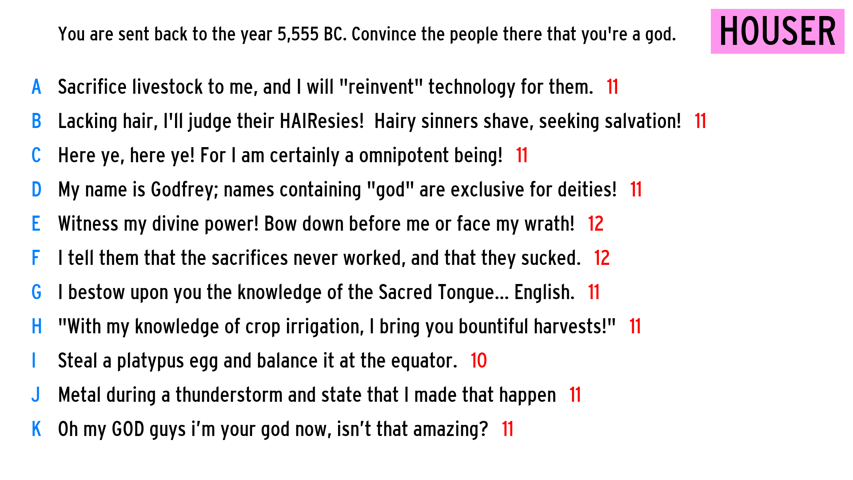 You are sent back to the year 5,555 BC. Convince the people there that you're a god.
HOUSER
A Sacrifice livestock to me, and I will "reinvent" technology for them. 11
B Lacking hair, I'll judge their HAIResies! Hairy sinners shave, seeking salvation! 11
C Here ye, here ye! For I am certainly a omnipotent being! 11
D My name is Godfrey; names containing "god" are exclusive for deities! 11
E Witness my divine power! Bow down before me or face my wrath! 12
F I tell them that the sacrifices never worked, and that they sucked. 12
G I bestow upon you the knowledge of the Sacred Tongue... English. 11
H "With my knowledge of crop irrigation, I bring you bountiful harvests!" 11
I Steal a platypus egg and balance it at the equator. 10
J Metal during a thunderstorm and state that I made that happen 11
K Oh my GOD guys i’m your god now, isn’t that amazing? 11